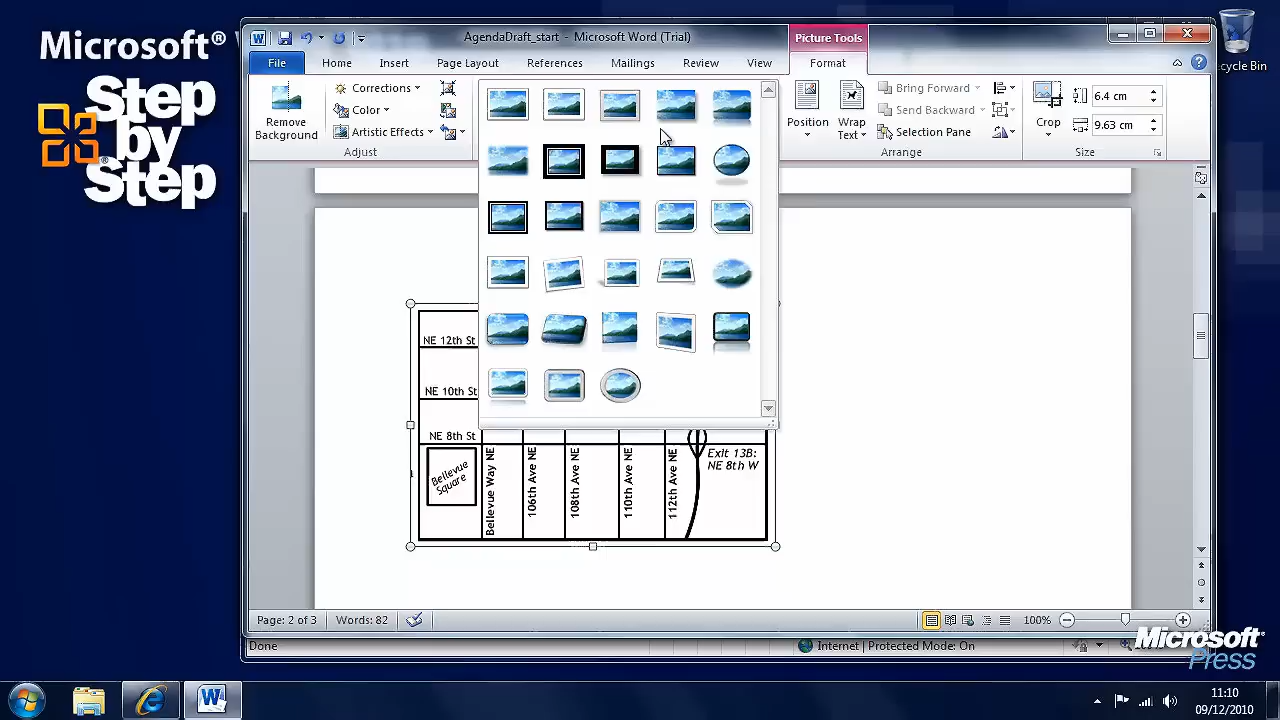 Microsoft®
Step
by
Step
AgendaDraft_start - Microsoft Word (Trial)
Picture Tools
File
Home
Insert
Page Layout
References
Mailings
Review
View
Format
Remove
Background
Corrections
Color
Artistic Effects
Adjust
Position
Wrap
Text
Bring Forward
Send Backward
Selection Pane
Arrange
Crop
6.4 cm
9.63 cm
Size
cycle Bin
NE 12th St
NE 10th St
NE 8th St
Bellevue
Square
Bellevue Way NE
106th Ave NE
108th Ave NE
110th Ave NE
112th Ave NE
Exit 13B:
NE 8th W
Page: 2 of 3
Words: 82
100%
Done
Internet | Protected Mode: On
Microsoft
Press
11:10
09/12/2010